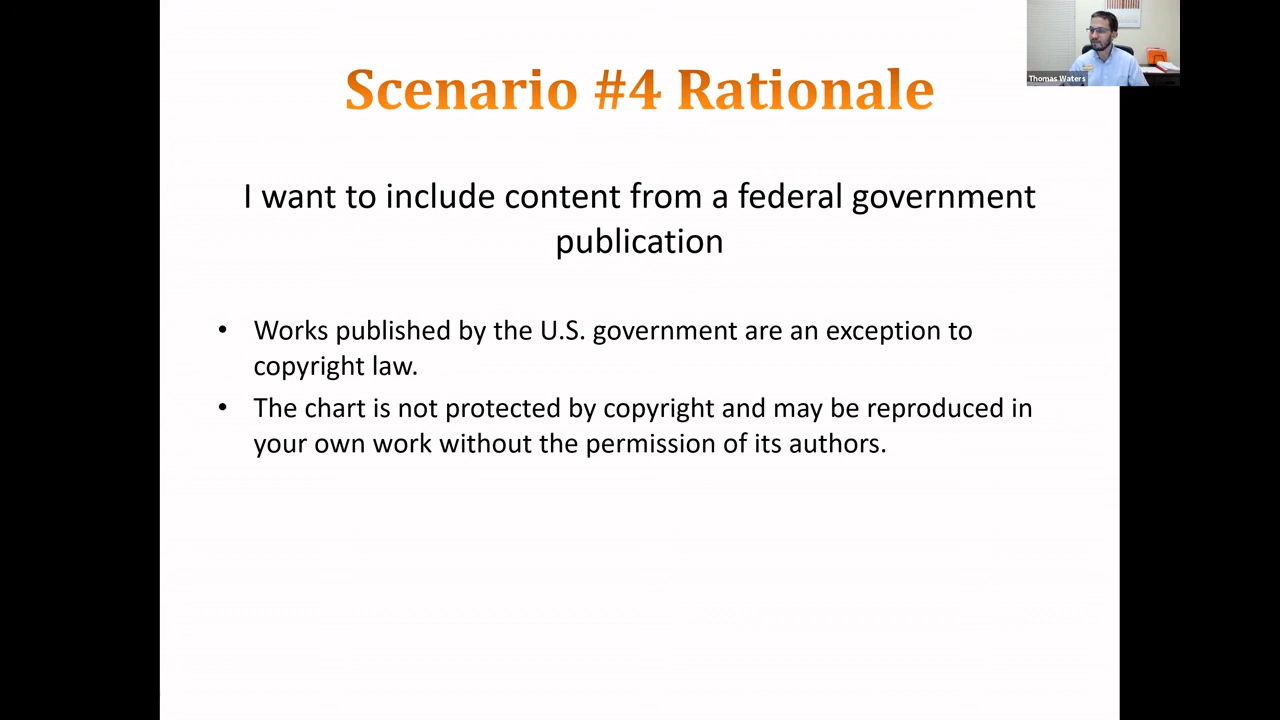 Scenario #4 Rationale
I want to include content from a federal government
publication
• Works published by the U.S. government are an exception to
copyright law.
• The chart is not protected by copyright and may be reproduced in
your own work without the permission of its authors.
Thomas Waters